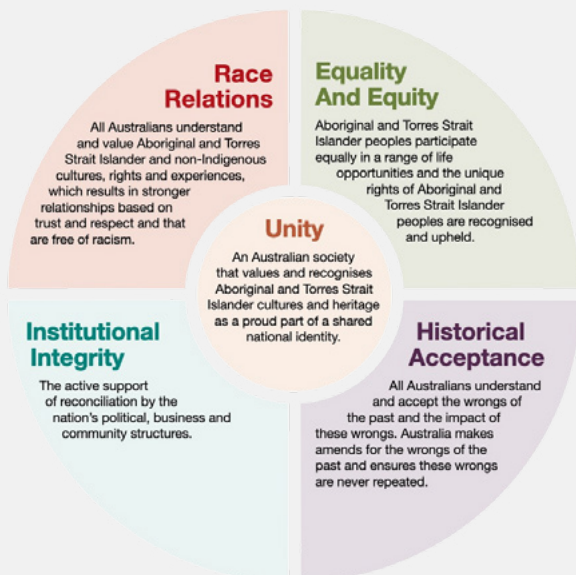 Race
Relations
All Australians understand
and value Aboriginal and Torres
Strait Islander and non-Indigenous
cultures, rights and experiences,
which results in stronger
relationships based on
trust and respect and that
are free of racism.
Equality
And Equity
Aboriginal and Torres Strait
Islander peoples participate
equally in a range of life
opportunities and the unique
rights of Aboriginal and
Torres Strait Islander
peoples are recognised
and upheld.
Unity
An Australian society
that values and recognises
Aboriginal and Torres Strait
Islander cultures and heritage
as a proud part of a shared
national identity.
Institutional
Integrity
The active support
of reconciliation by the
nation's political, business and
community structures.
Historical
Acceptance
All Australians understand
and accept the wrongs of
the past and the impact of
these wrongs. Australia makes
amends for the wrongs of the
past and ensures these wrongs
are never repeated.